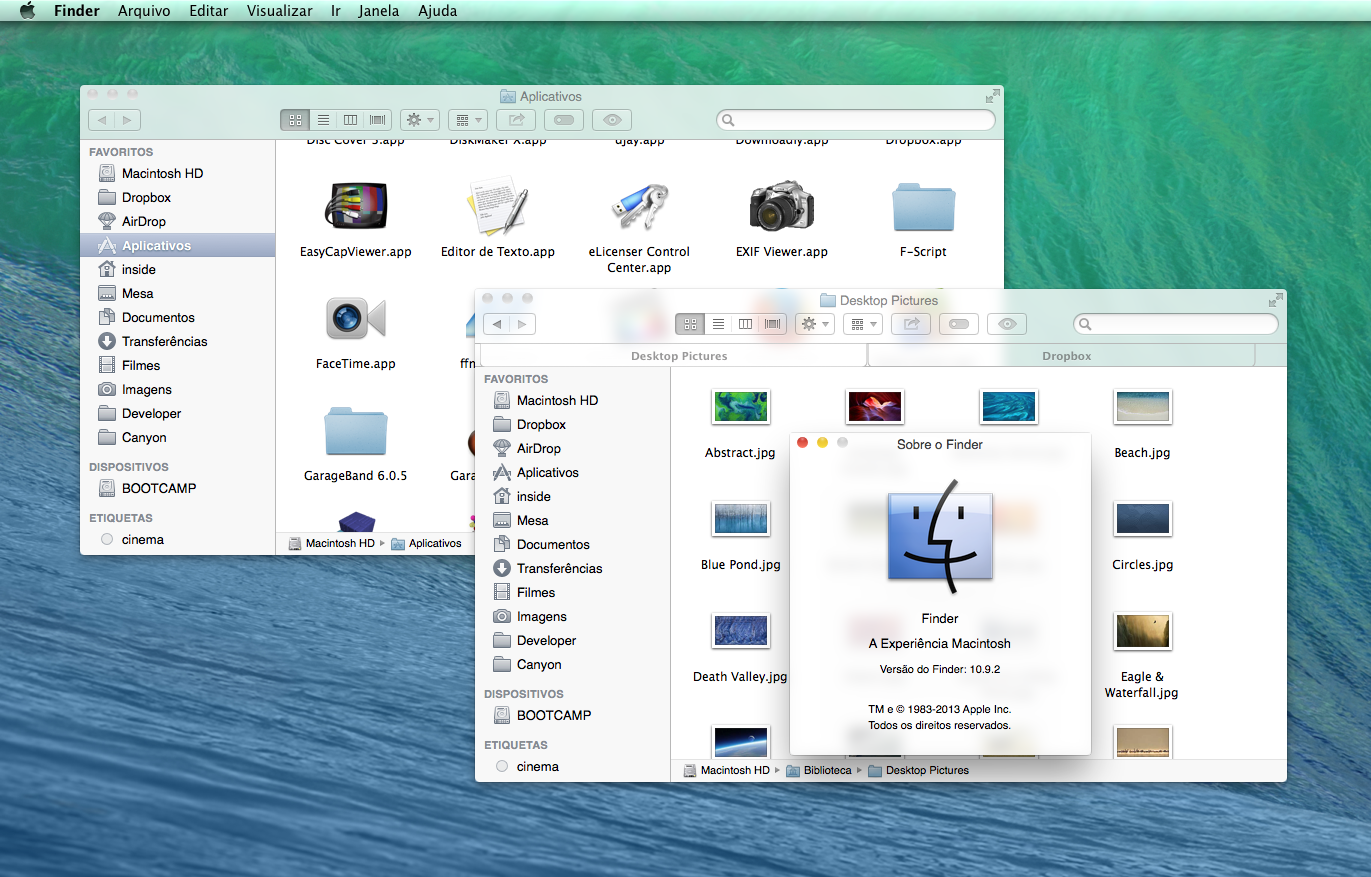 Finder Arquivo Editar Visualizar Ir Janela Ajuda
Aplicativos
FAVORITOS
Macintosh HD
Dropbox
AirDrop
Aplicativos
inside
Mesa
Documentos
Transferências
Filmes
Imagens
Developer
Canyon
DISPOSITIVOS
BOOTCAMP
ETIQUETAS
cinema
Disc Cover 3.app DiskMaker X.app djay.app Downloadly.app Dropbox.app
EasyCapViewer.app Editor de Texto.app eLicenser Control EXIF Viewer.app F-Script
Center.app
FaceTime.app ffn
GarageBand 6.0.5 Gara
Macintosh HD Aplicativos
Desktop Pictures
Desktop Pictures Dropbox
FAVORITOS
Macintosh HD
Dropbox
AirDrop
Aplicativos
inside
Mesa
Documentos
Transferências
Filmes
Imagens
Developer
Canyon
DISPOSITIVOS
BOOTCAMP
ETIQUETAS
cinema
Abstract.jpg Beach.jpg
Blue Pond.jpg Circles.jpg
Death Valley.jpg Eagle &
Waterfall.jpg
Macintosh HD Biblioteca Desktop Pictures
Sobre o Finder
Finder
A Experiência Macintosh
Versão do Finder: 10.9.2
TM e © 1983-2013 Apple Inc.
Todos os direitos reservados.